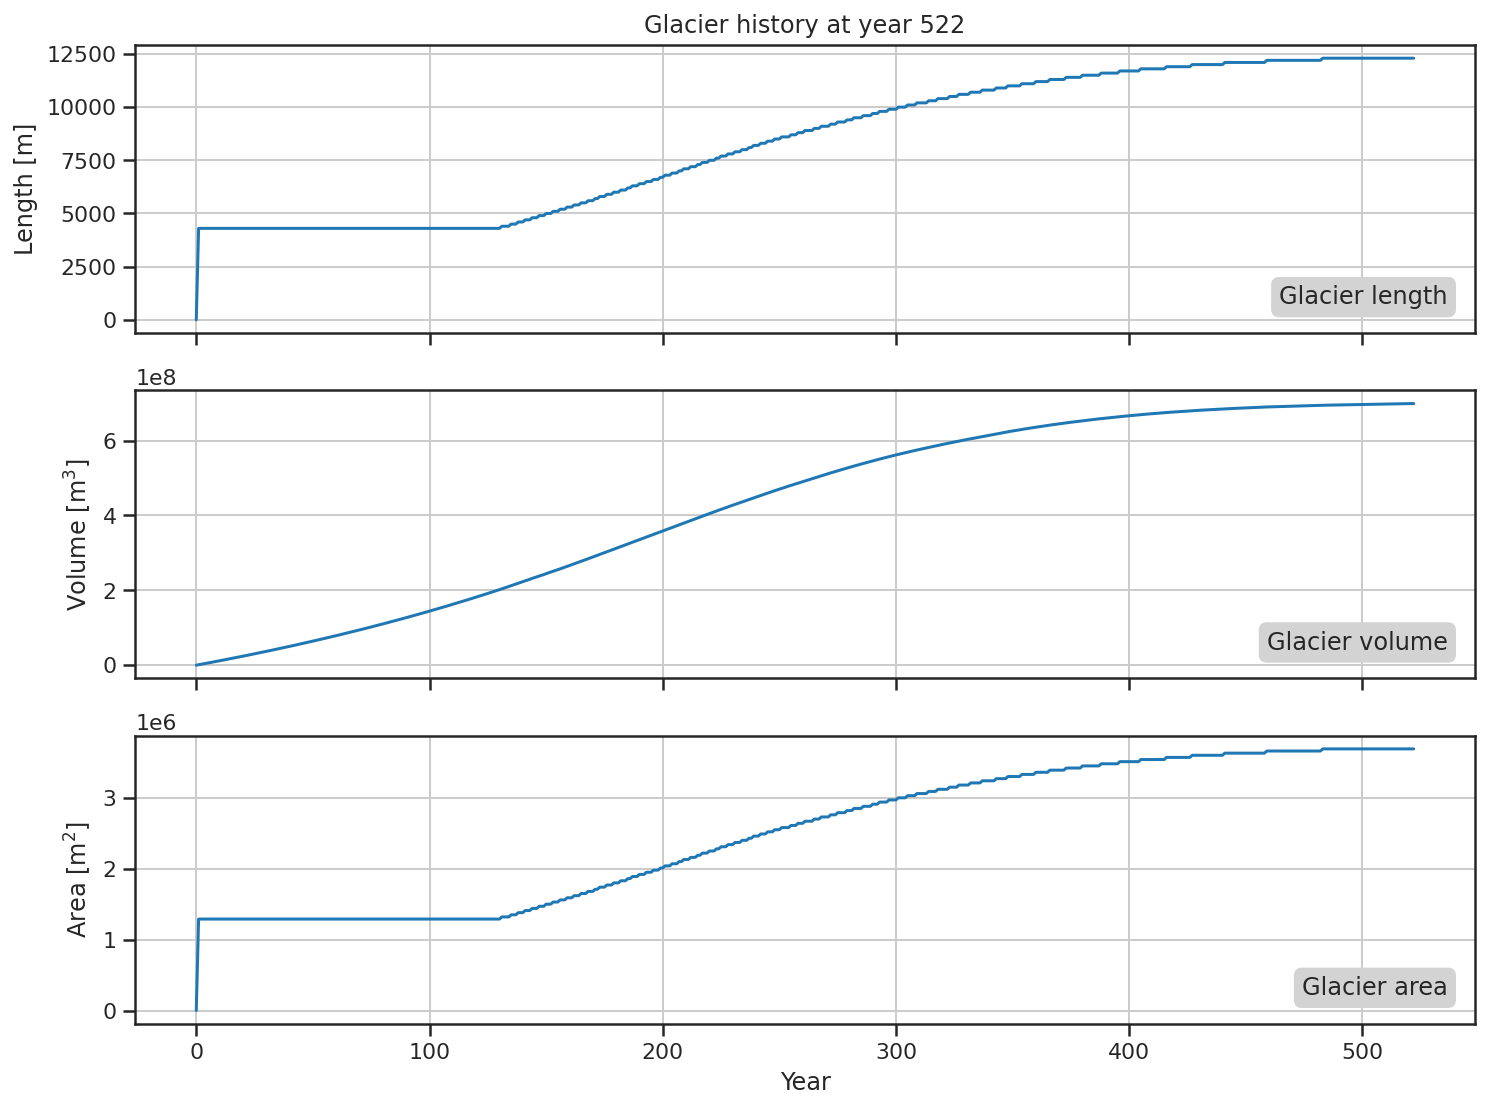 Glacier history at year 522
12500
10000
7500
5000
2500
0
Length [m]
Glacier length
1e8
6
4
2
0
Volume [m³]
Glacier volume
1e6
3
2
1
0
Area [m²]
Glacier area
0 100 200 300 400 500
Year